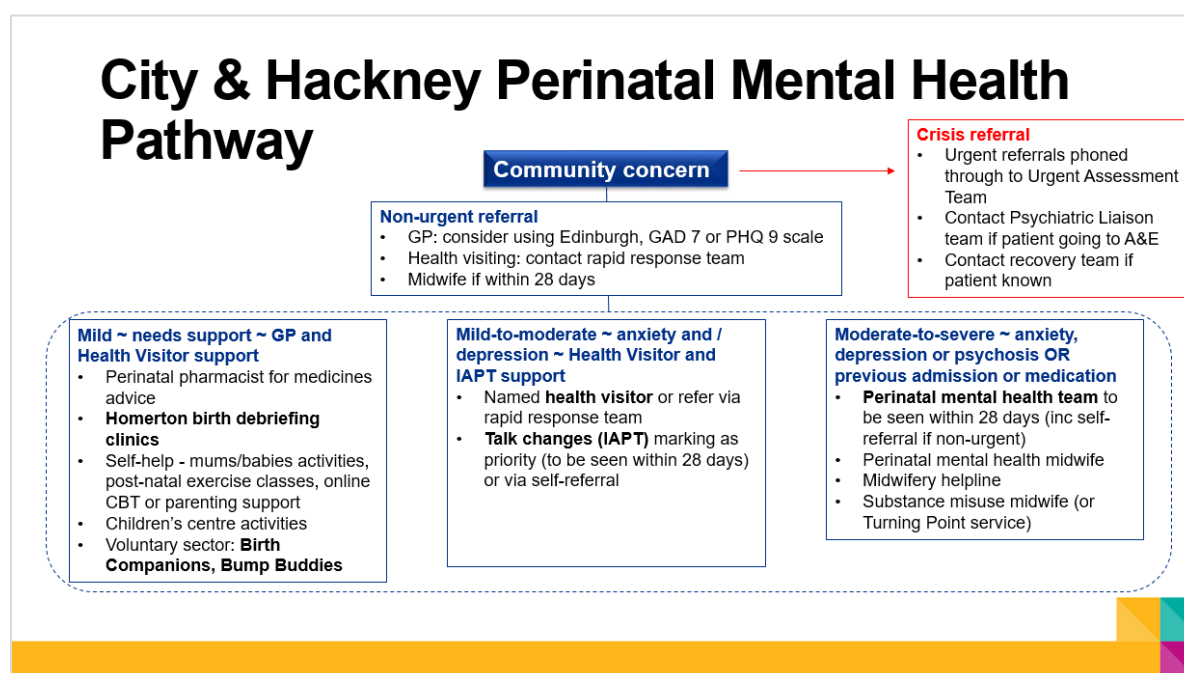 City & Hackney Perinatal Mental Health
Pathway
Community concern
Crisis referral
• Urgent referrals phoned
through to Urgent Assessment
Team
• Contact Psychiatric Liaison
team if patient going to A&E
• Contact recovery team if
patient known
Non-urgent referral
• GP: consider using Edinburgh, GAD 7 or PHQ 9 scale
• Health visiting: contact rapid response team
• Midwife if within 28 days
Mild ~ needs support ~ GP and
Health Visitor support
• Perinatal pharmacist for medicines
advice
• Homerton birth debriefing
clinics
• Self-help - mums/babies activities,
post-natal exercise classes, online
CBT or parenting support
• Children’s centre activities
• Voluntary sector: Birth
Companions, Bump Buddies
Mild-to-moderate ~ anxiety and /
depression ~ Health Visitor and
IAPT support
• Named health visitor or refer via
rapid response team
• Talk changes (IAPT) marking as
priority (to be seen within 28 days)
or via self-referral
Moderate-to-severe ~ anxiety,
depression or psychosis OR
previous admission or medication
• Perinatal mental health team to
be seen within 28 days (inc self-
referral if non-urgent)
• Perinatal mental health midwife
• Midwifery helpline
• Substance misuse midwife (or
Turning Point service)